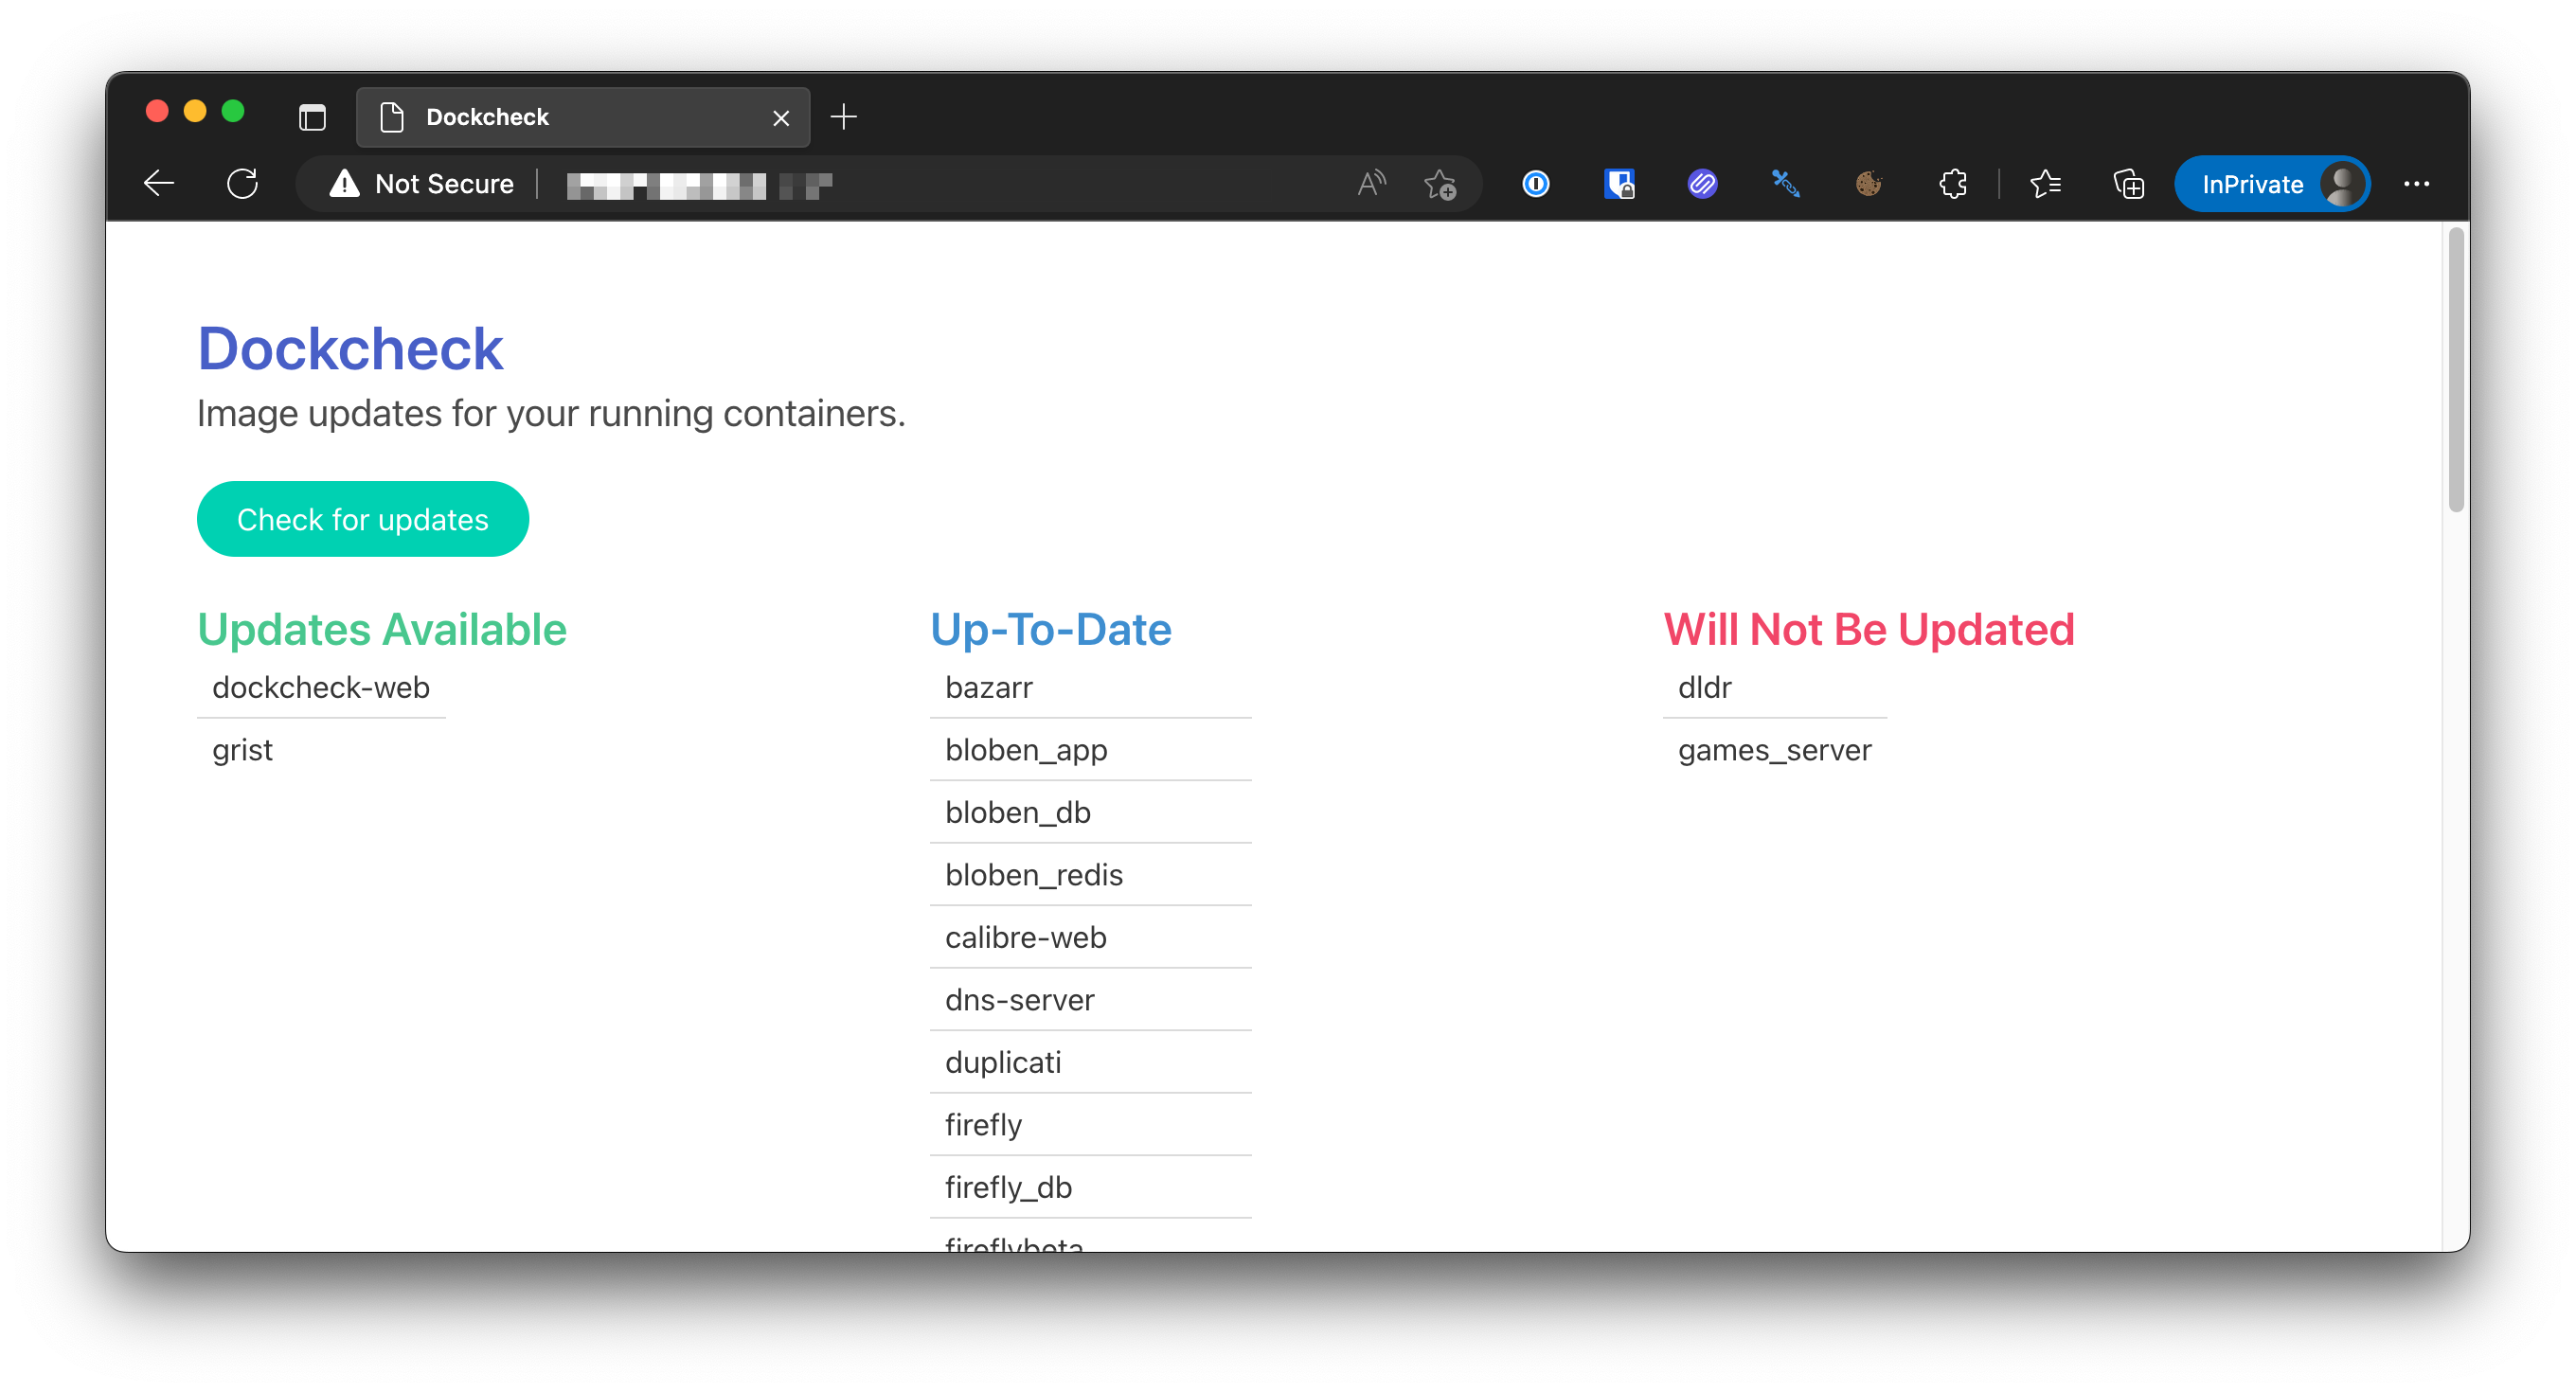 Dockcheck
Not Secure
InPrivate
Dockcheck
Image updates for your running containers.
Check for updates
Updates Available
dockcheck-web
grist
Up-To-Date
bazarr
bloben_app
bloben_db
bloben_redis
calibre-web
dns-server
duplicati
firefly
firefly_db
fireflybeta
Will Not Be Updated
dldr
games_server